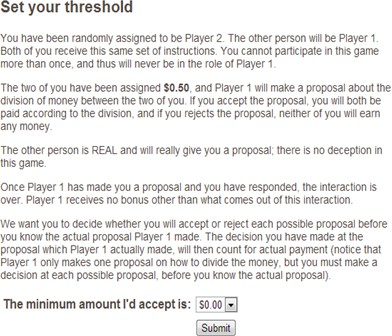 Set your threshold
You have been randomly assigned to be Player 2. The other person will be Player 1.
Both of you receive this same set of instructions. You cannot participate in this game
more than once, and thus will never be in the role of Player 1.
The two of you have been assigned $0.50, and Player 1 will make a proposal about the
division of money between the two of you. If you accept the proposal, you will both be
paid according to the division, and if you rejects the proposal, neither of you will earn
any money.
The other person is REAL and will really give you a proposal; there is no deception in
this game.
Once Player 1 has made you a proposal and you have responded, the interaction is
over. Player 1 receives no bonus other than what comes out of this interaction.
We want you to decide whether you will accept or reject each possible proposal before
you know the actual proposal Player 1 made. The decision you have made at the
proposal which Player 1 actually made, will then count for actual payment (notice that
Player 1 only makes one proposal on how to divide the money, but you must make a
decision at each possible proposal, before you know the actual proposal).
The minimum amount I'd accept is: $0.00
Submit